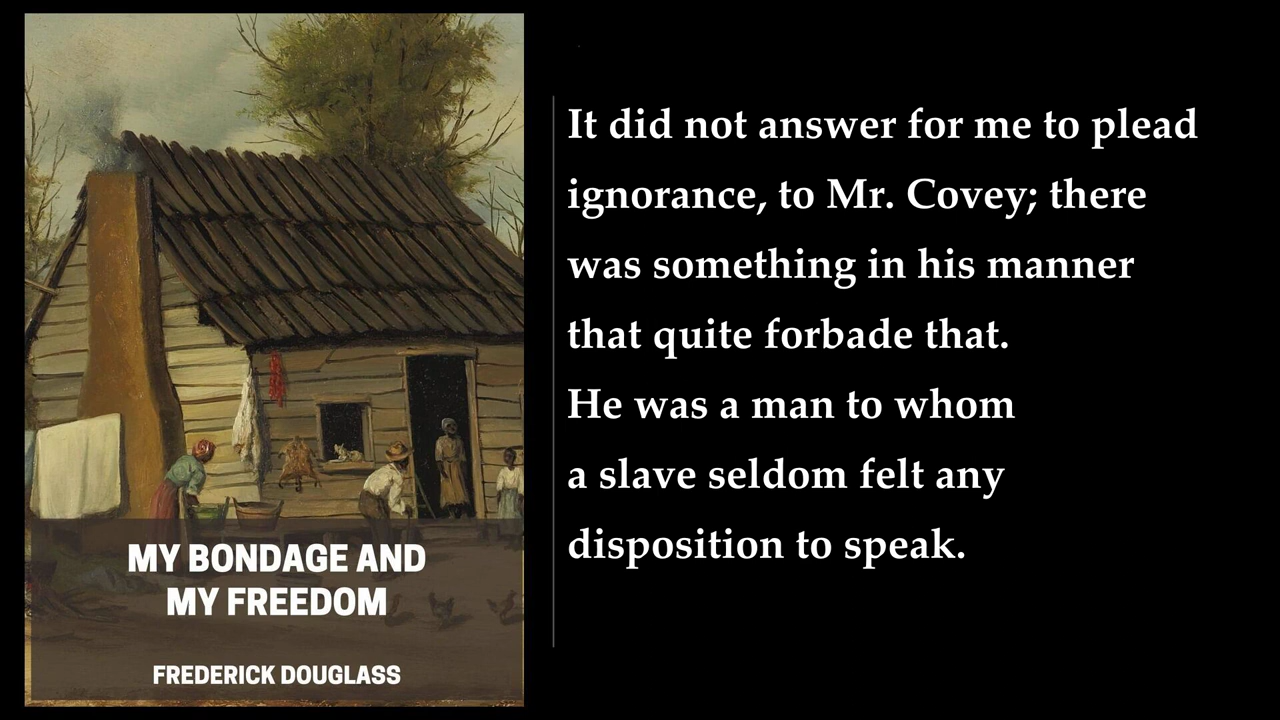 MY BONDAGE AND
MY FREEDOM
FREDERICK DOUGLASS
It did not answer for me to plead
ignorance, to Mr. Covey; there
was something in his manner
that quite forbade that.
He was a man to whom
a slave seldom felt any
disposition to speak.